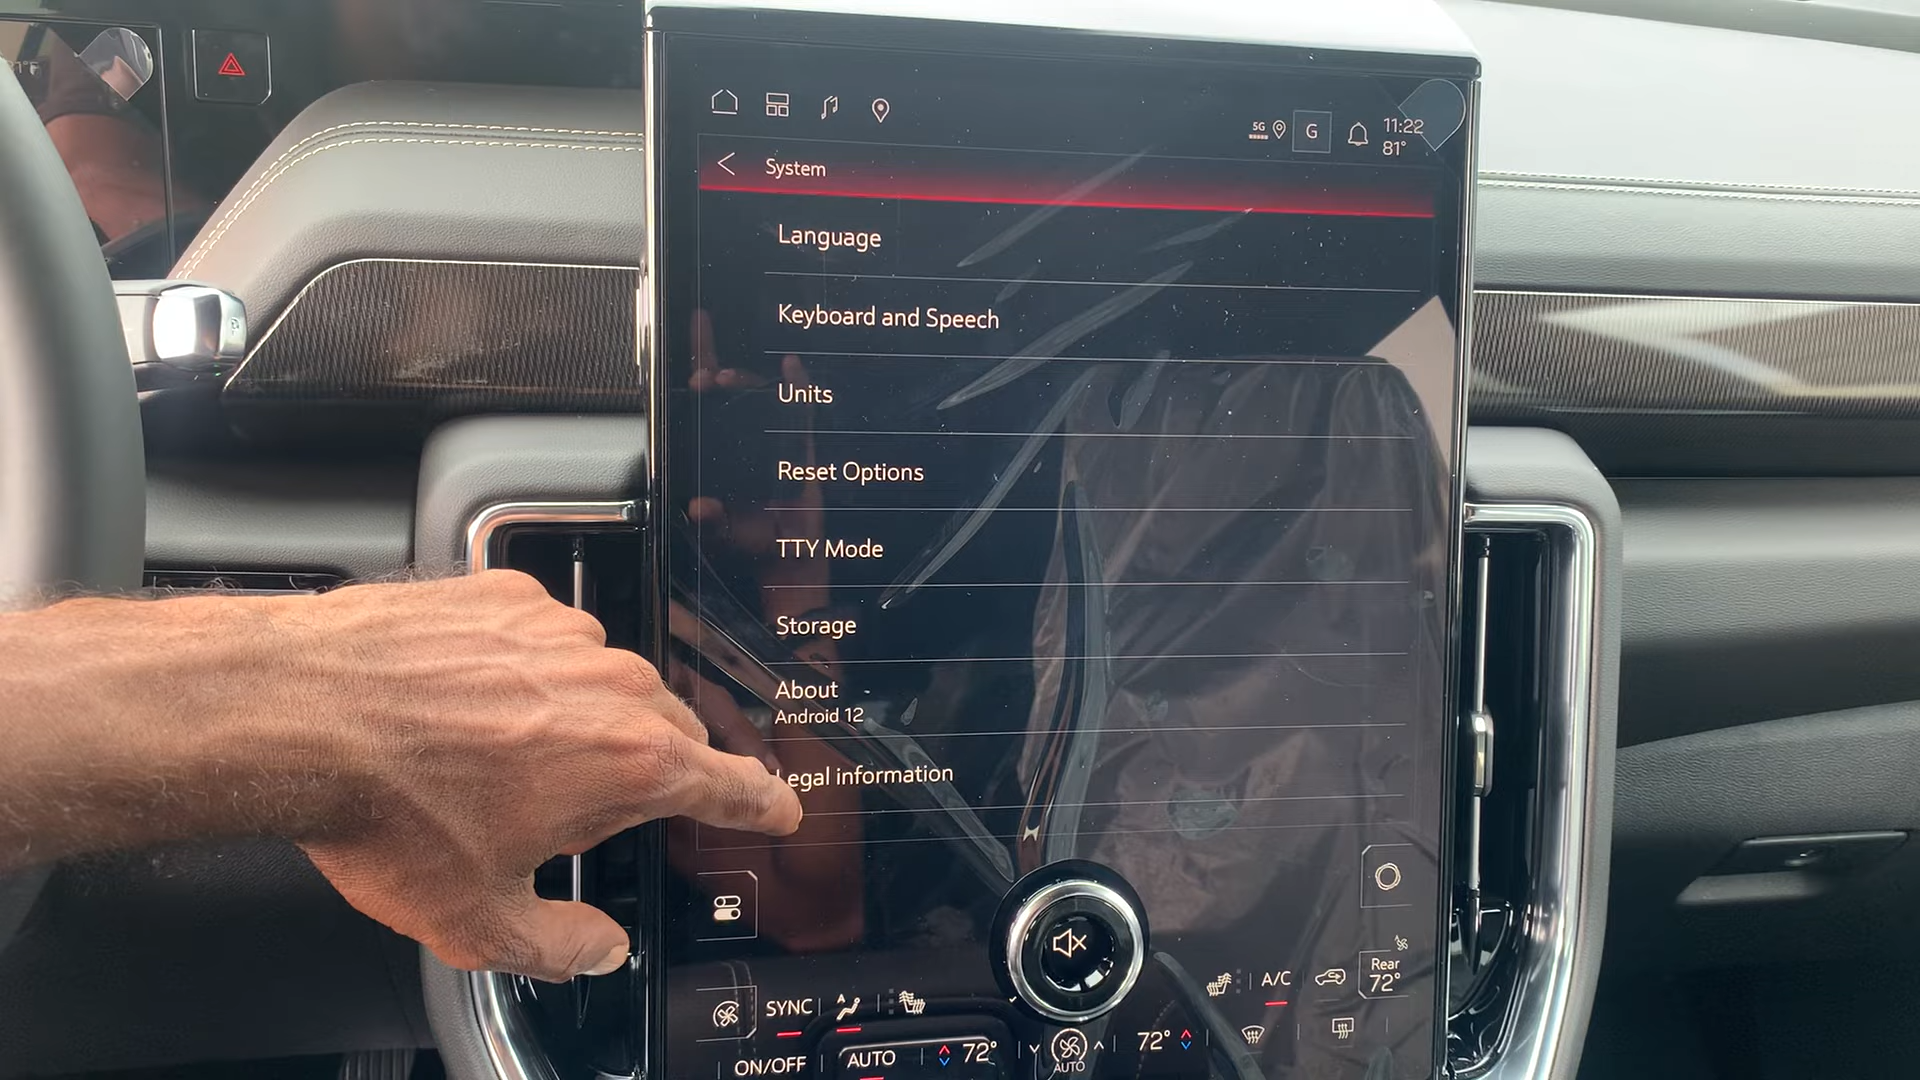 5G
G
11:22
81°
System
Language
Keyboard and Speech
Units
Reset Options
TTY Mode
Storage
About
Android 12
Legal information
SYNC
A/C
Rear
72°
ON/OFF
AUTO
72°
AUTO
72°